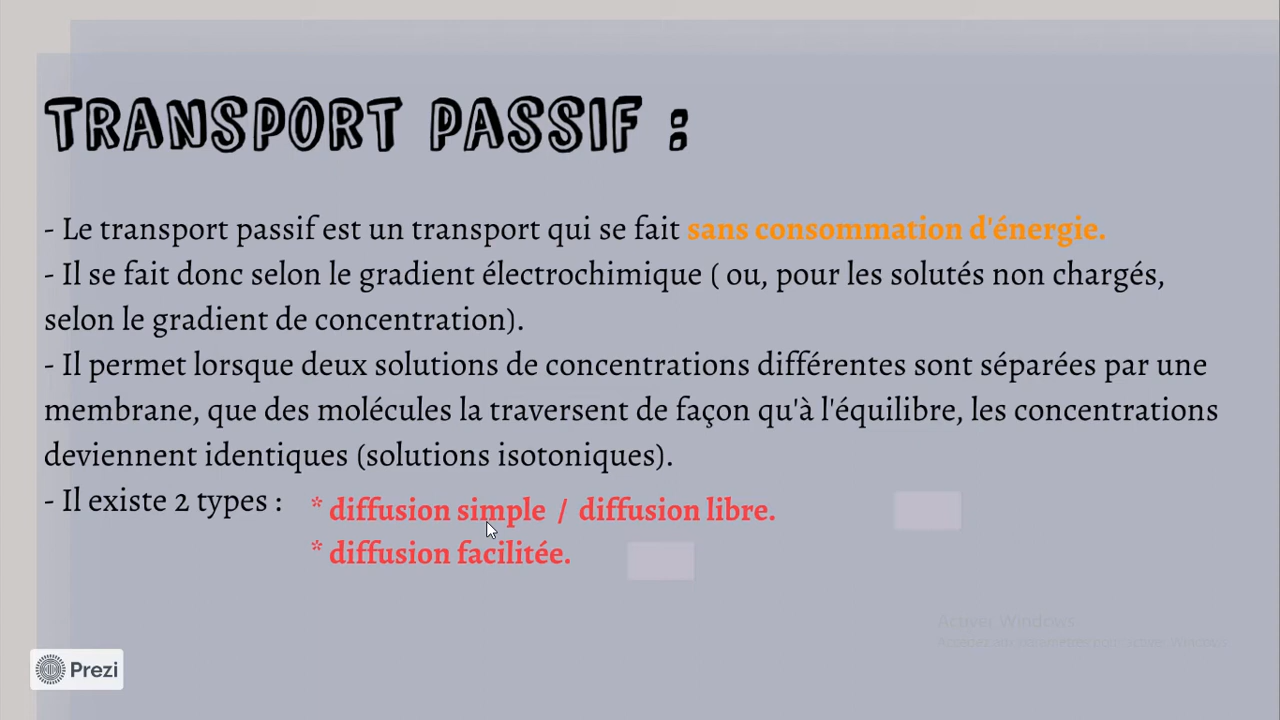 TRANSPORT PASSIF :
- Le transport passif est un transport qui se fait sans consommation d'énergie.
- Il se fait donc selon le gradient électrochimique ( ou, pour les solutés non chargés,
selon le gradient de concentration).
- Il permet lorsque deux solutions de concentrations différentes sont séparées par une
membrane, que des molécules la traversent de façon qu'à l'équilibre, les concentrations
deviennent identiques (solutions isotoniques).
- Il existe 2 types :
* diffusion simple / diffusion libre.
* diffusion facilitée.
Activer Windows
Prezi